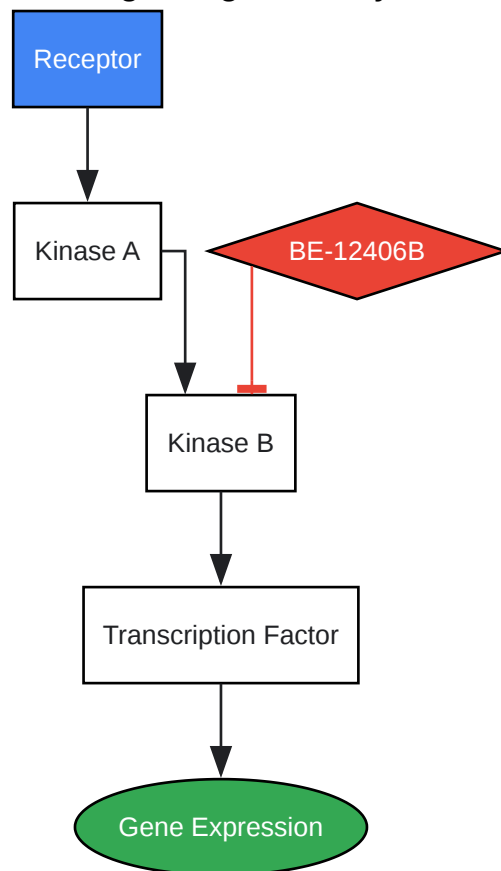 Receptor
Kinase A
BE-12406B
Kinase B
Transcription Factor
Gene Expression